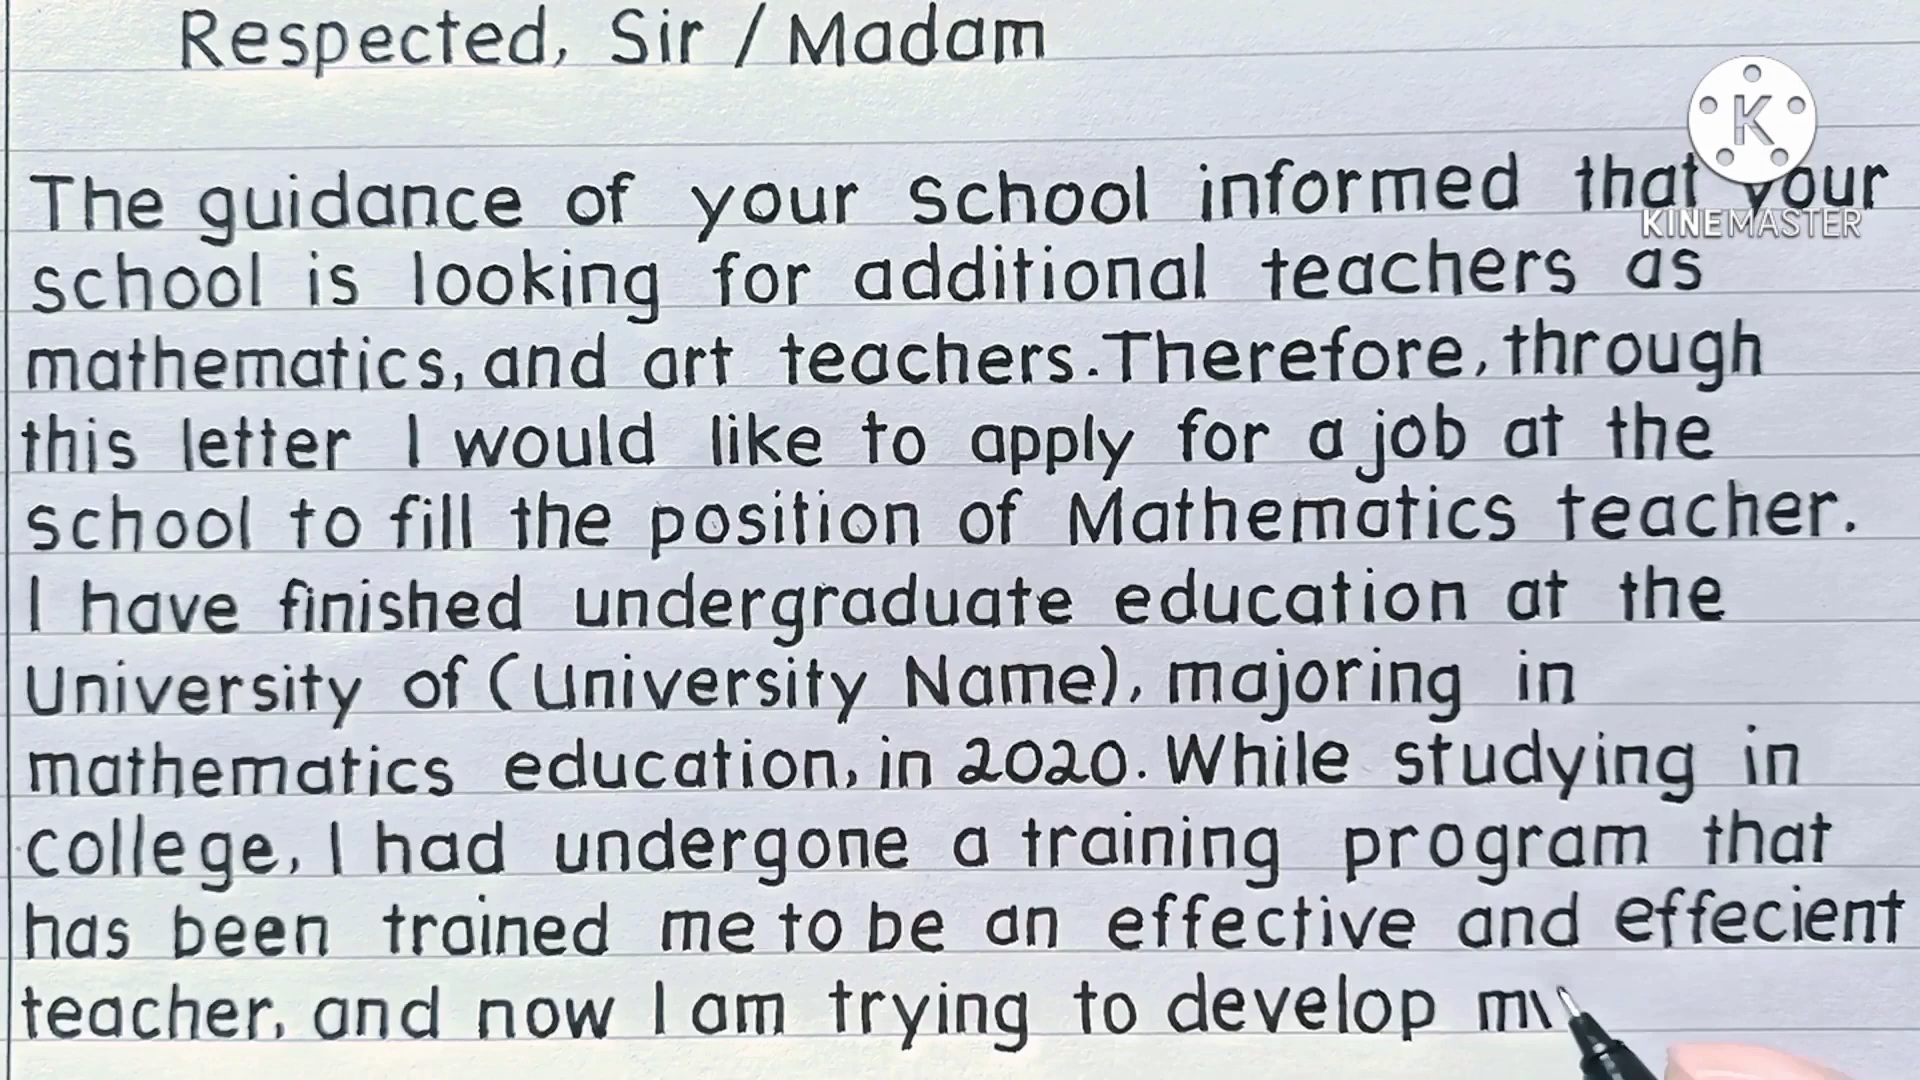 Respected, Sir / Madam
K
KINEMASTER
The guidance of your school informed that your
school is looking for additional teachers as
mathematics, and art teachers. Therefore, through
this letter I would like to apply for a job at the
school to fill the position of Mathematics teacher.
I have finished undergraduate education at the
University of (University Name), majoring in
mathematics education, in 2020. While studying in
college, I had undergone a training program that
has been trained me to be an effective and effecient
teacher, and now I am trying to develop